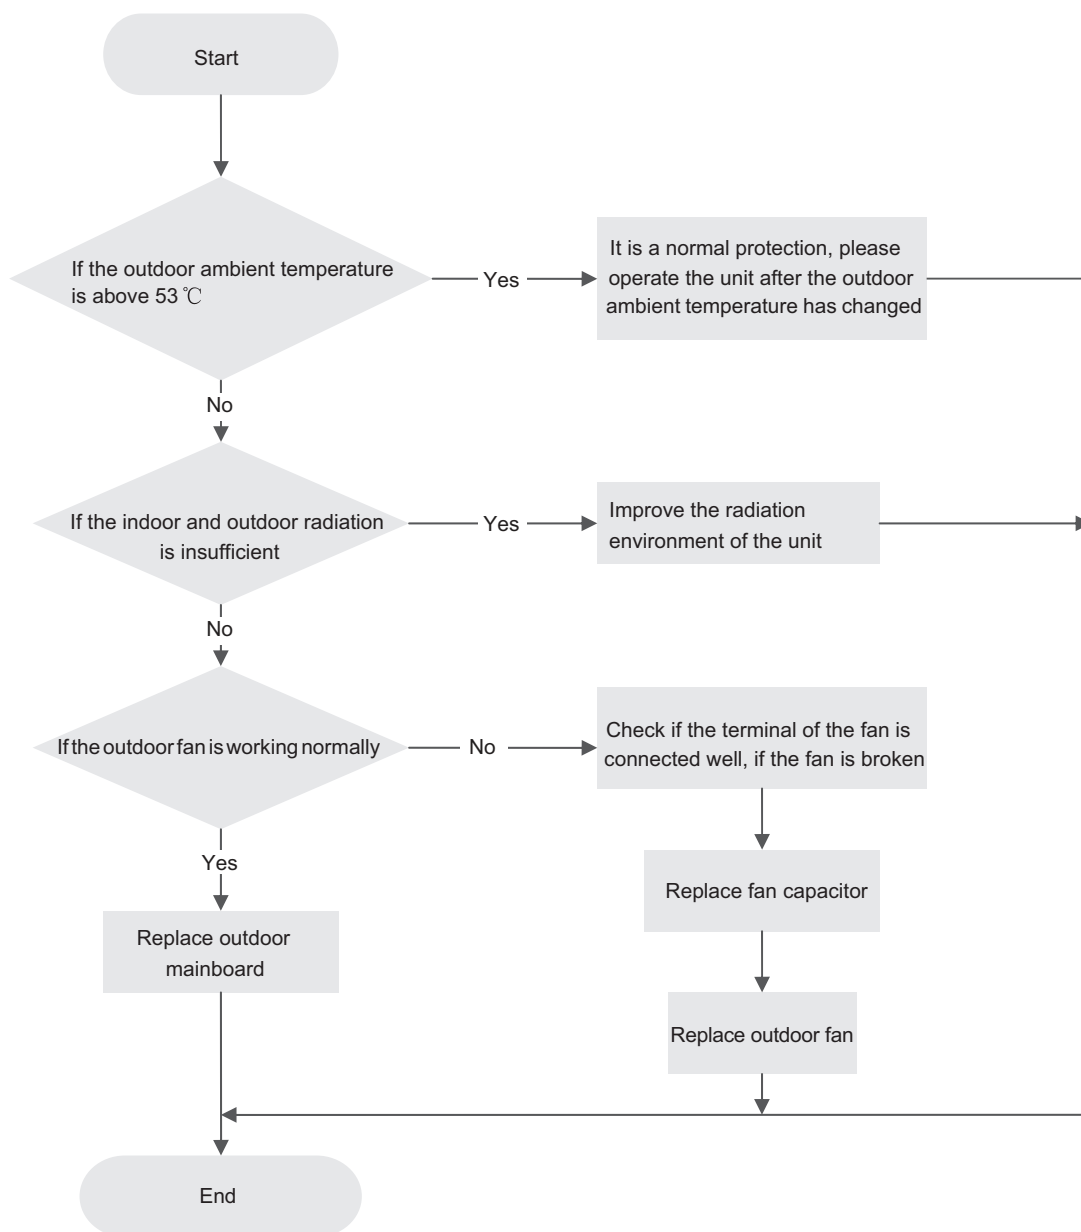 Start
If the outdoor ambient temperature
is above 53 ℃
Yes
It is a normal protection, please
operate the unit after the outdoor
ambient temperature has changed
No
If the indoor and outdoor radiation
is insufficient
Yes
Improve the radiation
environment of the unit
No
If the outdoor fan is working normally
No
Check if the terminal of the fan is
connected well, if the fan is broken
Yes
Replace fan capacitor
Replace outdoor
mainboard
Replace outdoor fan
End